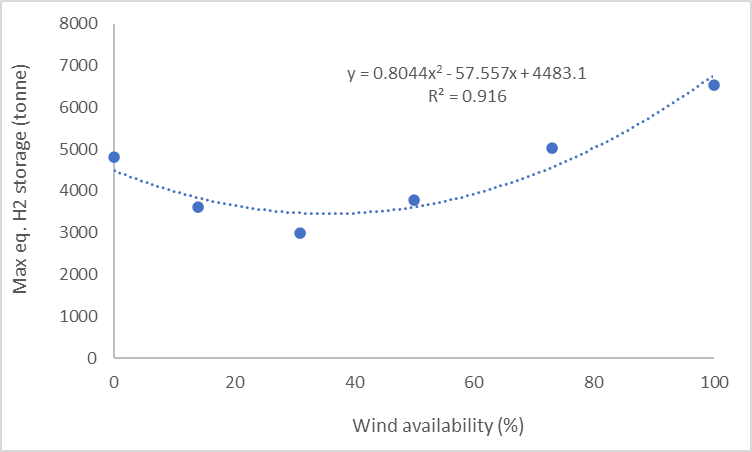 8000
7000
6000
5000
4000
3000
2000
1000
0
Max eq. H2 storage (tonne)
y = 0.8044x² - 57.557x + 4483.1
R² = 0.916
0 20 40 60 80 100
Wind availability (%)